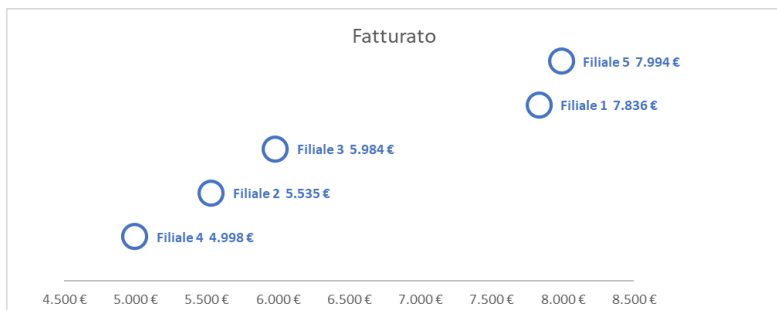 Fatturato
Filiale 5 7.994 €
Filiale 1 7.836 €
Filiale 3 5.984 €
Filiale 2 5.535 €
Filiale 4 4.998 €
4.500 € 5.000 € 5.500 € 6.000 € 6.500 € 7.000 € 7.500 € 8.000 € 8.500 €